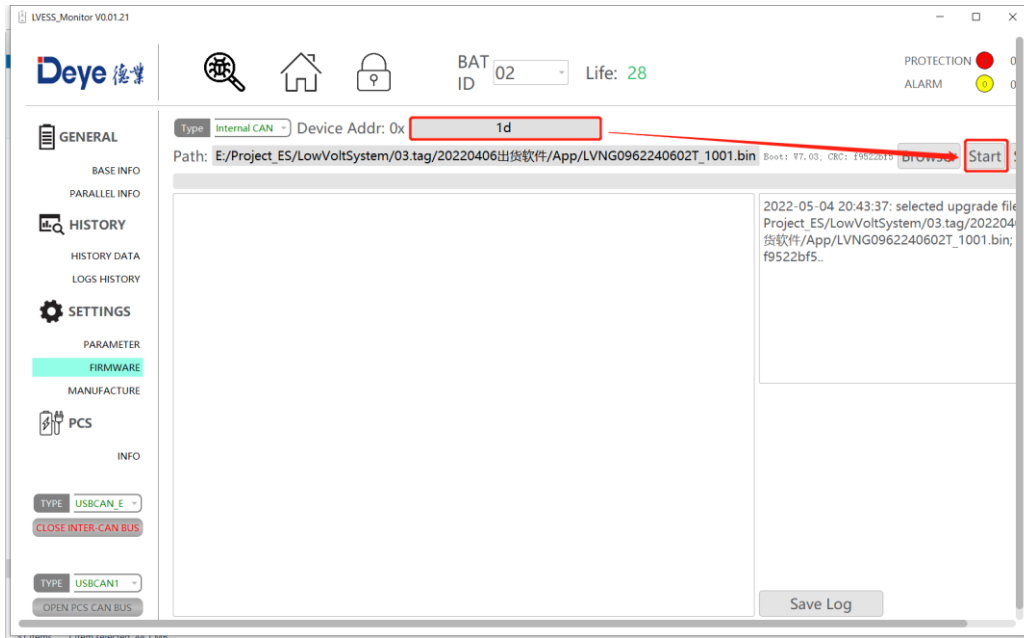 LVESS_Monitor V0.01.21
Deye 德業
BAT ID 02
Life: 28
PROTECTION 0
ALARM 0 0
GENERAL
BASE INFO
PARALLEL INFO
HISTORY
HISTORY DATA
LOGS HISTORY
SETTINGS
PARAMETER
FIRMWARE
MANUFACTURE
PCS
INFO
TYPE USBCAN_E
CLOSE INTER-CAN BUS
TYPE USBCAN1
OPEN PCS CAN BUS
Type Internal CAN Device Addr: 0x 1d
Path: E:/Project_ES/LowVoltSystem/03.tag/20220406出货软件/App/LVNG0962240602T_1001.bin Boot: V7.03; CRC: f9522bf5 Start
2022-05-04 20:43:37: selected upgrade file
Project_ES/LowVoltSystem/03.tag/202204
货软件/App/LVNG0962240602T_1001.bin;
f9522bf5..
Save Log